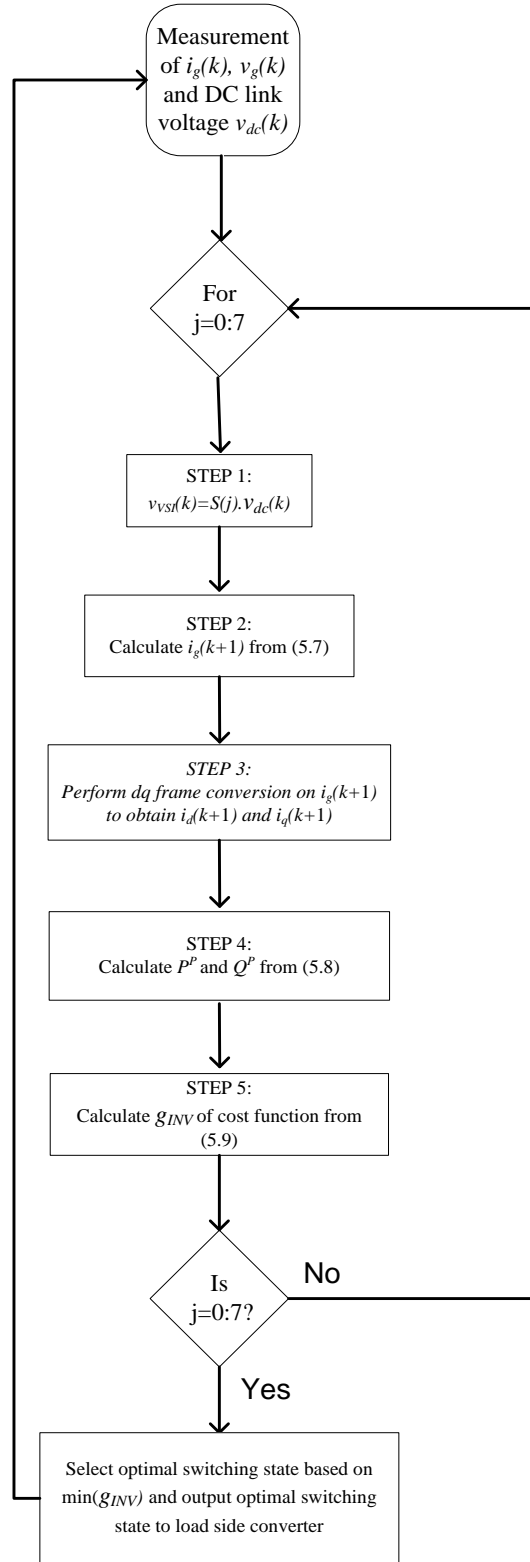 Measurement
of i_g(k), v_g(k)
and DC link
voltage v_dc(k)
For
j=0:7
STEP 1:
v_VSI(k)=S(j).v_dc(k)
STEP 2:
Calculate i_g(k+1) from (5.7)
STEP 3:
Perform dq frame conversion on i_g(k+1)
to obtain i_d(k+1) and i_q(k+1)
STEP 4:
Calculate P^P and Q^P from (5.8)
STEP 5:
Calculate g_INV of cost function from
(5.9)
Is
j=0:7?
No
Yes
Select optimal switching state based on
min(g_INV) and output optimal switching
state to load side converter